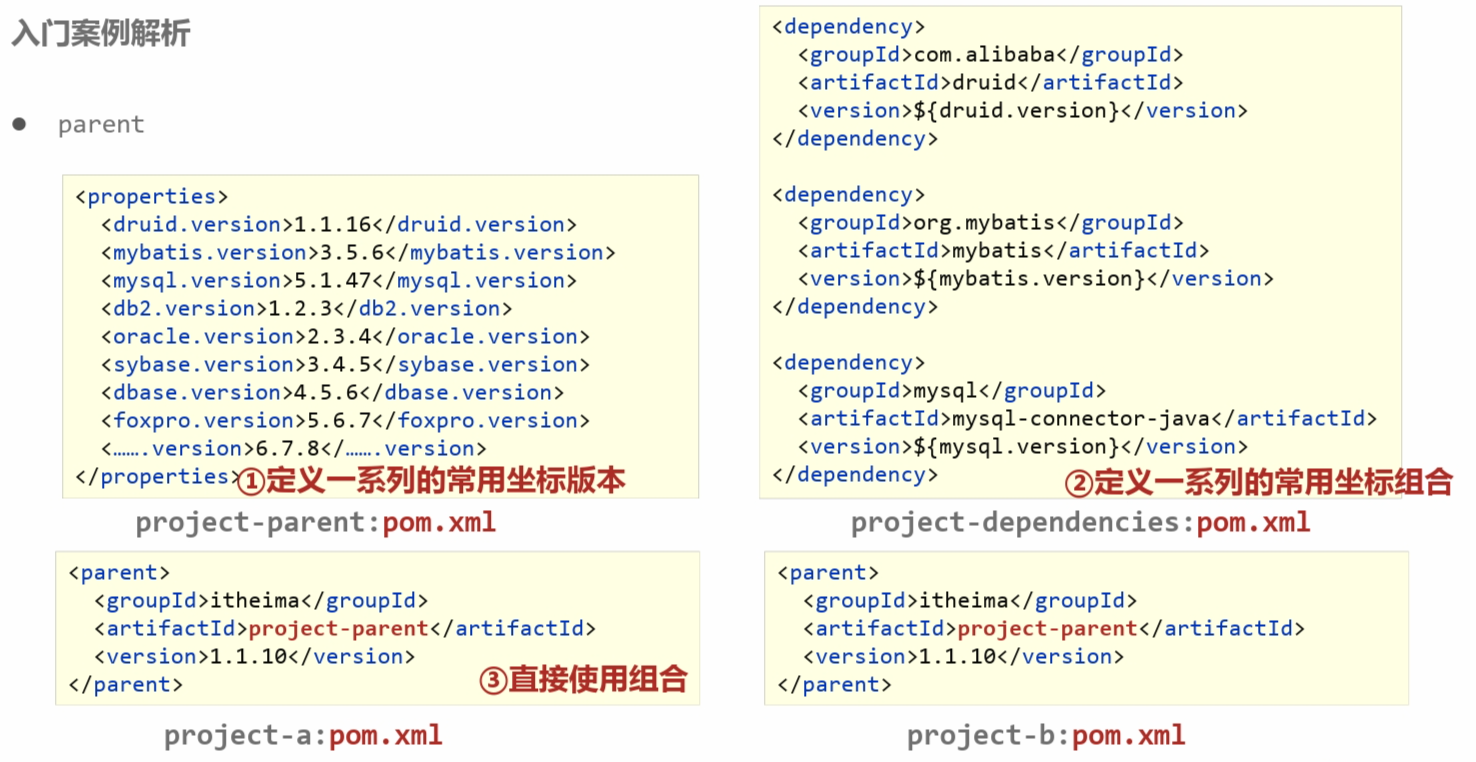 入门案例解析
● parent
<properties>
<druid.version>1.1.16</druid.version>
<mybatis.version>3.5.6</mybatis.version>
<mysql.version>5.1.47</mysql.version>
<db2.version>1.2.3</db2.version>
<oracle.version>2.3.4</oracle.version>
<sybase.version>3.4.5</sybase.version>
<dbase.version>4.5.6</dbase.version>
<foxpro.version>5.6.7</foxpro.version>
<…….version>6.7.8</…….version>
</properties>
①定义一系列的常用坐标版本
project-parent:pom.xml
<dependency>
<groupId>com.alibaba</groupId>
<artifactId>druid</artifactId>
<version>${druid.version}</version>
</dependency>
<dependency>
<groupId>org.mybatis</groupId>
<artifactId>mybatis</artifactId>
<version>${mybatis.version}</version>
</dependency>
<dependency>
<groupId>mysql</groupId>
<artifactId>mysql-connector-java</artifactId>
<version>${mysql.version}</version>
</dependency>
②定义一系列的常用坐标组合
project-dependencies:pom.xml
<parent>
<groupId>itheima</groupId>
<artifactId>project-parent</artifactId>
<version>1.1.10</version>
</parent>
③直接使用组合
project-a:pom.xml
<parent>
<groupId>itheima</groupId>
<artifactId>project-parent</artifactId>
<version>1.1.10</version>
</parent>
project-b:pom.xml